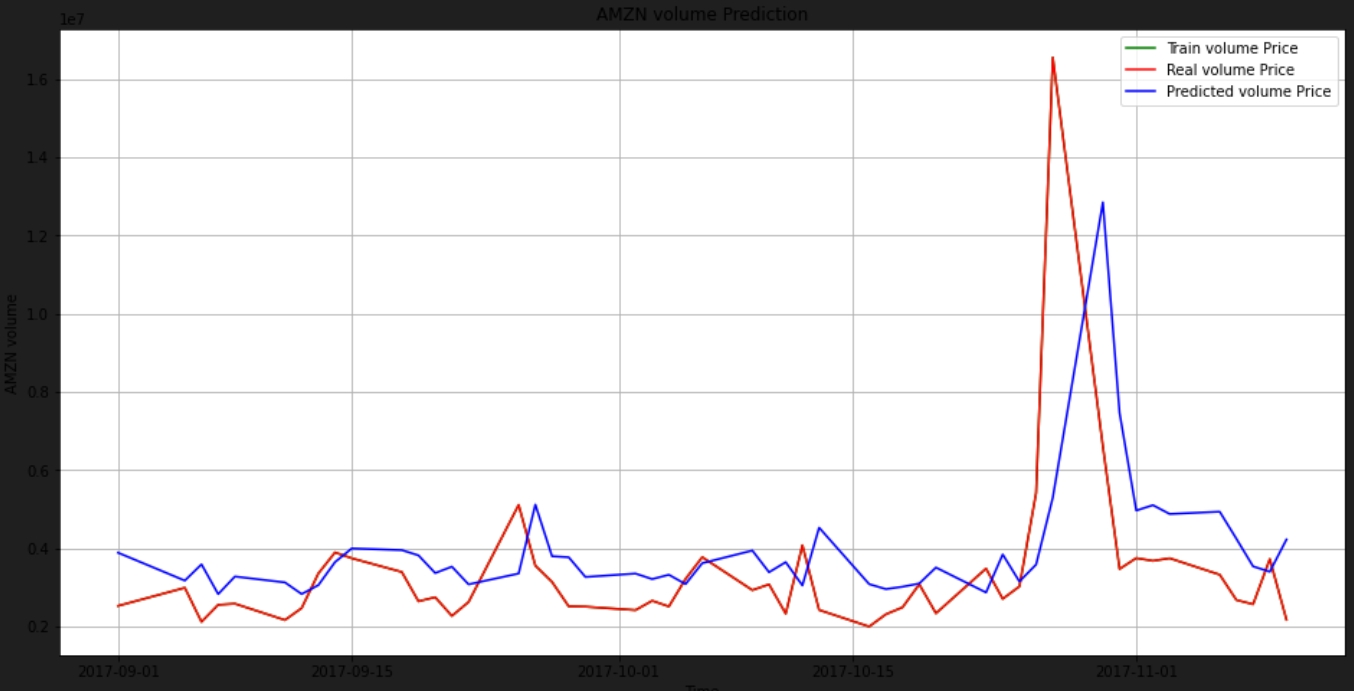 AMZN volume Prediction
1e7
Train volume Price
Real volume Price
Predicted volume Price
1.6
1.4
1.2
1.0
0.8
0.6
0.4
0.2
AMZN volume
2017-09-01 2017-09-15 2017-10-01 2017-10-15 2017-11-01
Time